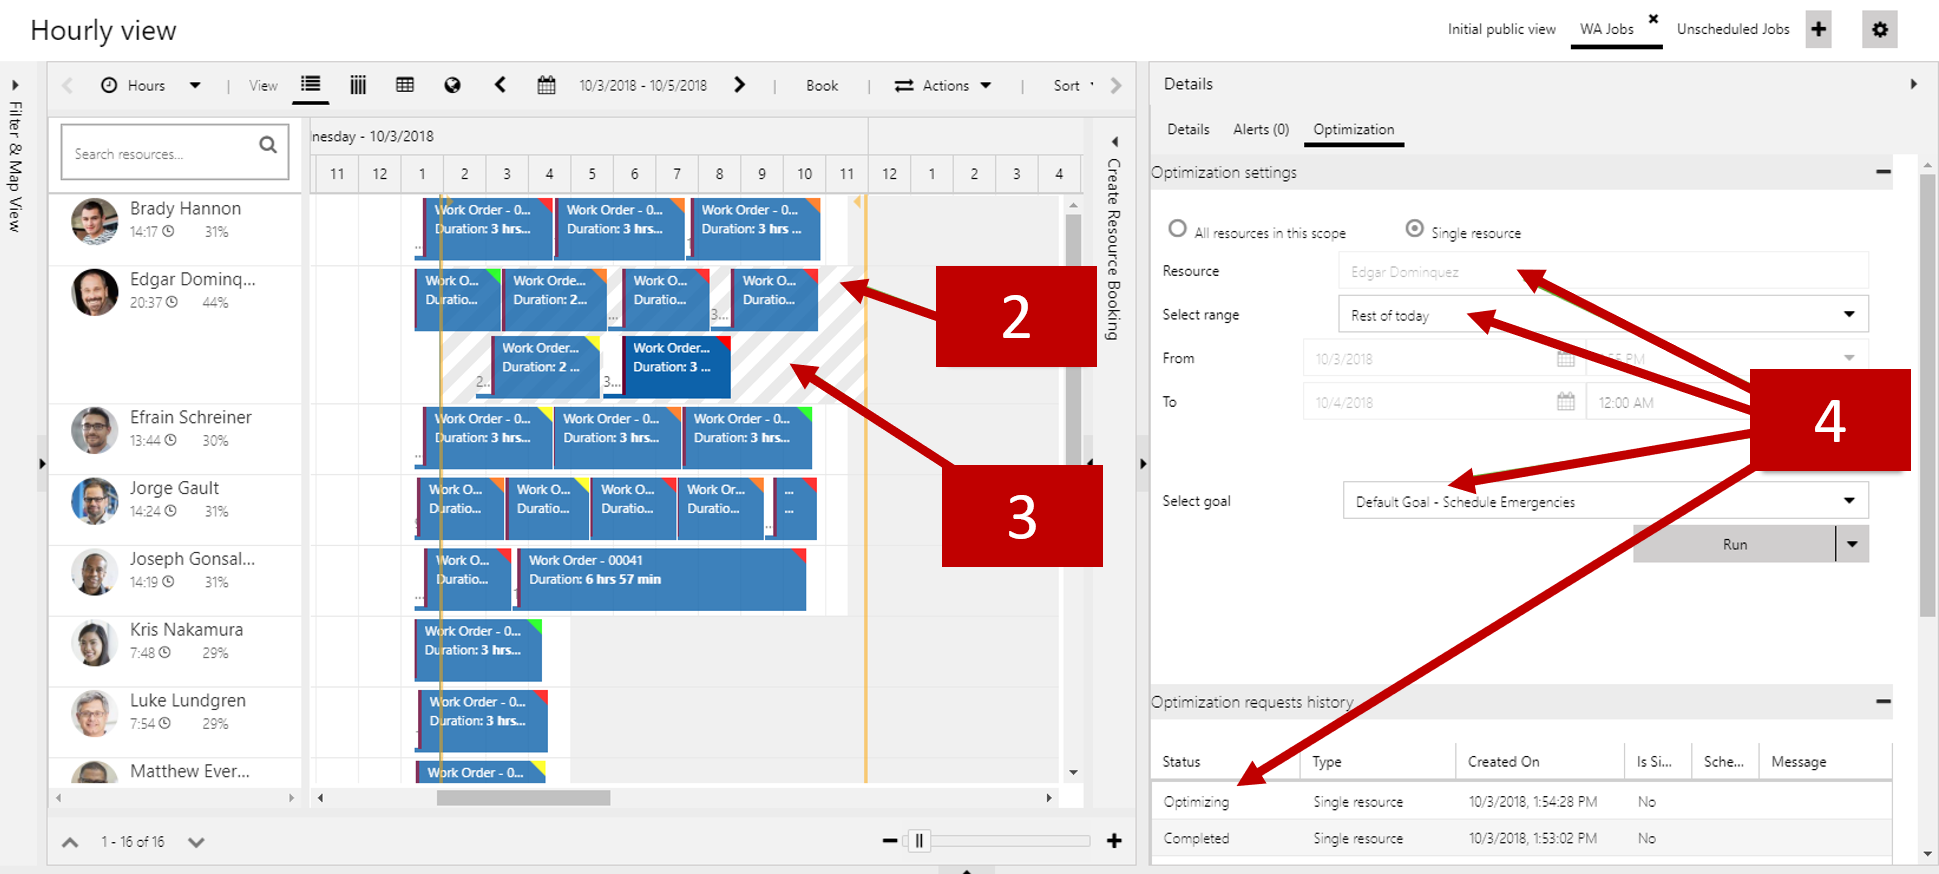 Hourly view
Initial public view
WA Jobs
Unscheduled Jobs
Filter & Map View
Hours
View
10/3/2018 - 10/5/2018
Book
Actions
Sort
Details
Details
Alerts (0)
Optimization
Search resources...
nesday - 10/3/2018
11 12 1 2 3 4 5 6 7 8 9 10 11 12 1 2 3 4
Create Resource Booking
Brady Hannon
14:17 31%
Work Order - 0...
Duration: 3 hrs...
Work Order - 0...
Duration: 3 hrs...
Work Order - 0...
Duration: 3 hrs ...
Edgar Dominq...
20:37 44%
Work O...
Duratio...
Work Orde...
Duration: 2...
Work O...
Duratio...
3...
Work O...
Duratio...
2..
Work Order...
Duration: 2 ...
3...
Work Order...
Duration: 3 ...
Efrain Schreiner
13:44 30%
Work Order - 0...
Duration: 3 hrs...
Work Order - 0...
Duration: 3 hrs...
Work Order - 0...
Duration: 3 hrs...
Jorge Gault
14:24 31%
Work O...
Duratio...
Work O...
Duratio...
Work O...
Duratio...
Work Or...
Duratio...
...
...
Joseph Gonsal...
14:19 31%
Work O...
Duratio...
Work Order - 00041
Duration: 6 hrs 57 min
Kris Nakamura
7:48 29%
Work Order - 0...
Duration: 3 hrs...
Luke Lundgren
7:54 29%
Work Order - 0...
Duration: 3 hrs...
Matthew Ever...
Work Order - 0...
1 - 16 of 16
2
3
4
Optimization settings
All resources in this scope
Single resource
Resource
Edgar Dominquez
Select range
Rest of today
From
10/3/2018
PM
To
10/4/2018
12:00 AM
Select goal
Default Goal - Schedule Emergencies
Run
Optimization requests history
Status Type Created On Is Si... Sche... Message
Optimizing Single resource 10/3/2018, 1:54:28 PM No
Completed Single resource 10/3/2018, 1:53:02 PM No